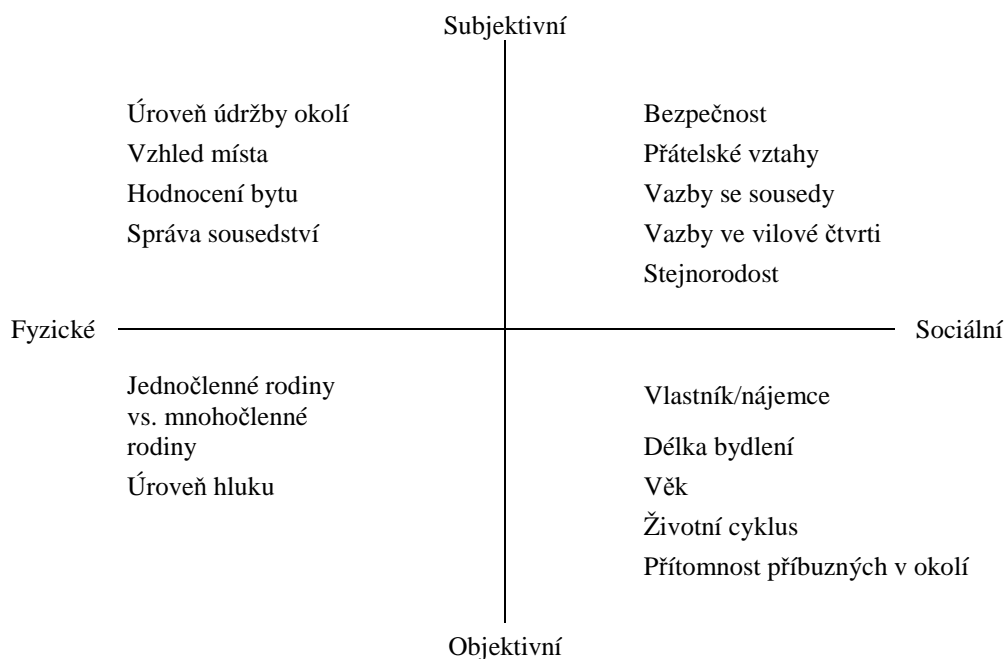 Subjektivní
Úroveň údržby okolí
Vzhled místa
Hodnocení bytu
Správa sousedství
Bezpečnost
Přátelské vztahy
Vazby se sousedy
Vazby ve vilové čtvrti
Stejnorodost
Fyzické
Sociální
Jednočlenné rodiny
vs. mnohočlenné
rodiny
Úroveň hluku
Vlastník/nájemce
Délka bydlení
Věk
Životní cyklus
Přítomnost příbuzných v okolí
Objektivní